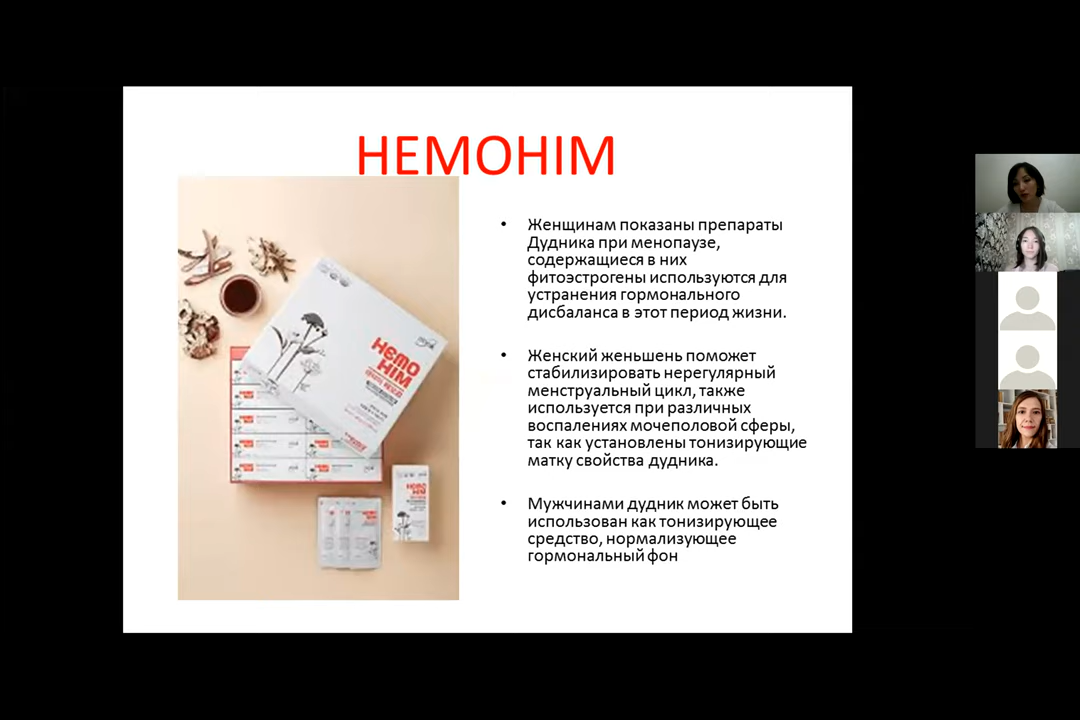 HEMOHIM
• Женщинам показаны препараты
Дудника при менопаузе,
содержащиеся в них
фитоэстрогены используются для
устранения гормонального
дисбаланса в этот период жизни.
• Женский женьшень поможет
стабилизировать нерегулярный
менструальный цикл, также
используется при различных
воспалениях мочеполовой сферы,
так как установлены тонизирующие
матку свойства дудника.
• Мужчинами дудник может быть
использован как тонизирующее
средство, нормализующее
гормональный фон
HEMO
HIM
HEMO
HIM